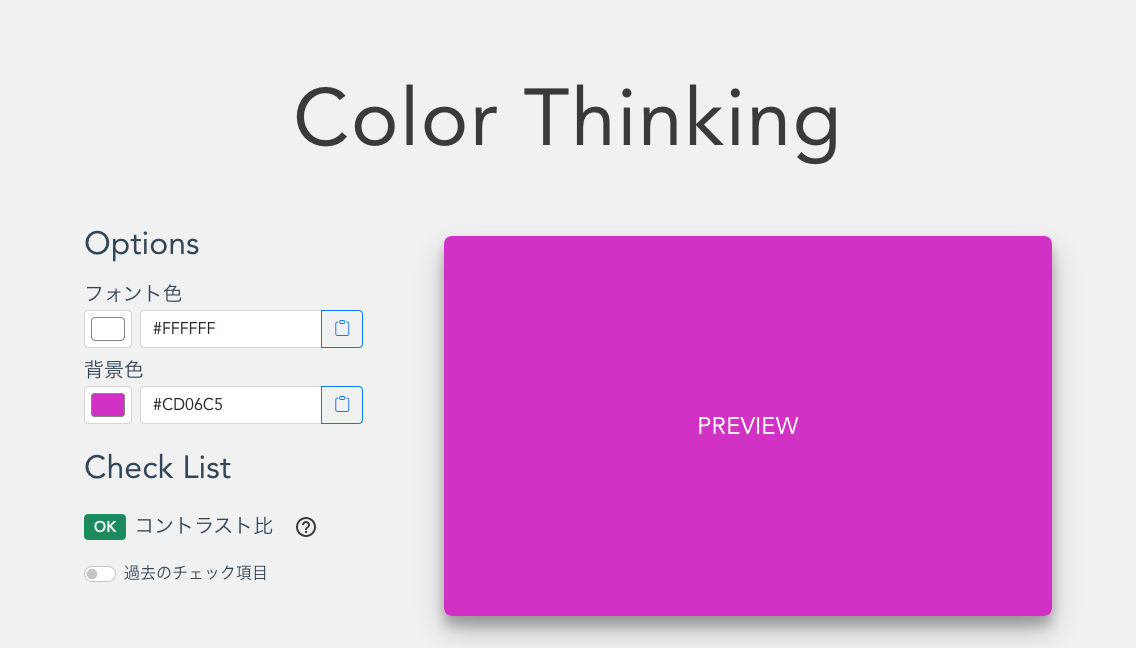 Color Thinking
Options
フォント色
#FFFFFF
背景色
#CD06C5
Check List
OK コントラスト比 ?
過去のチェック項目
PREVIEW